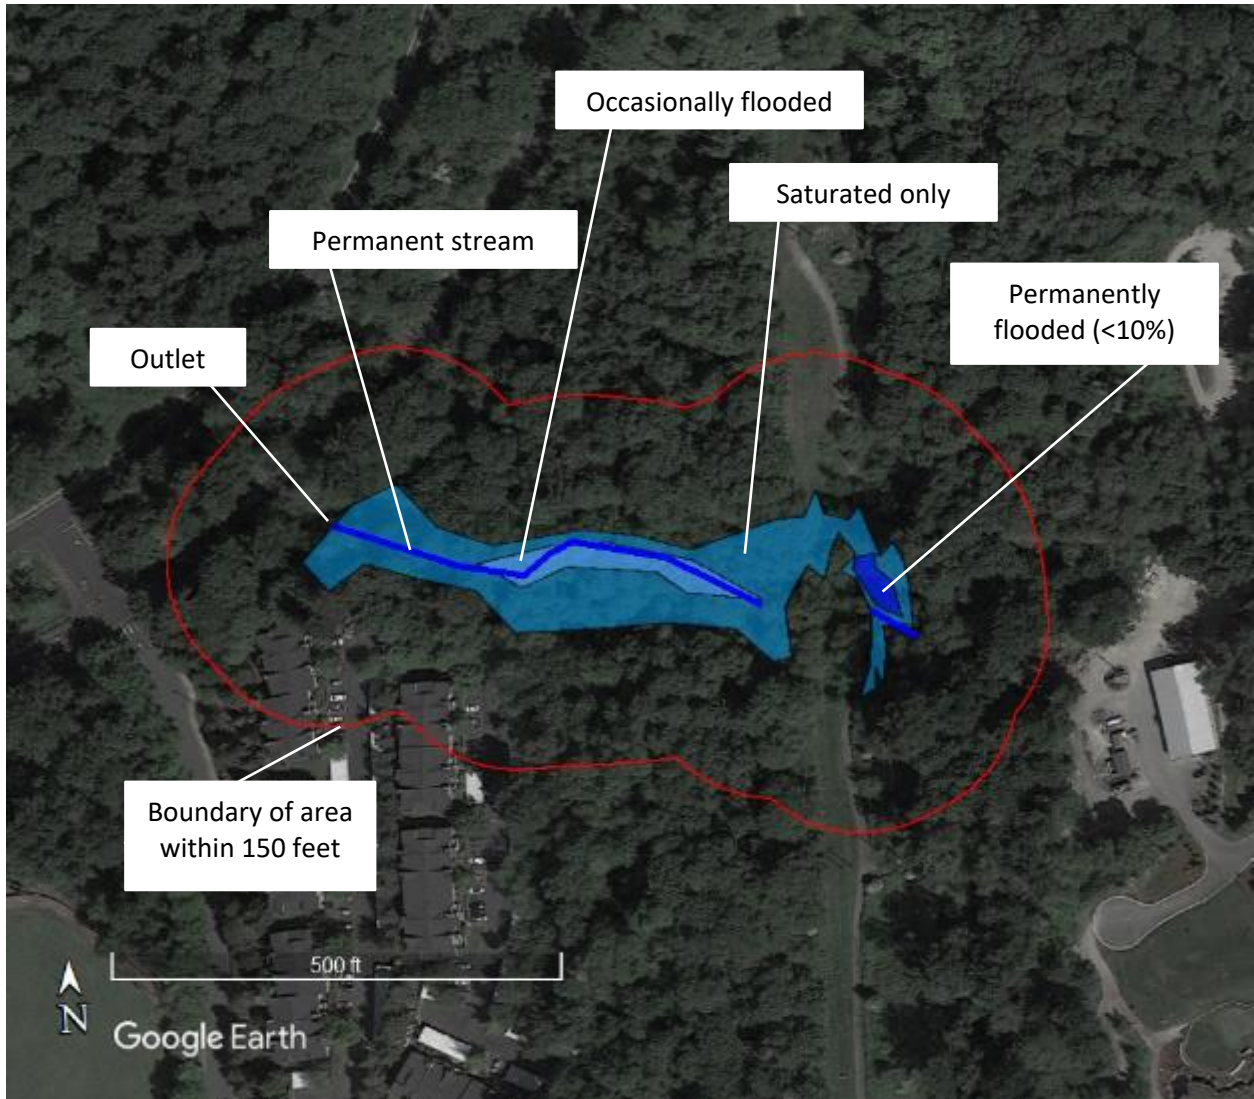 Occasionally flooded
Saturated only
Permanent stream
Permanently
flooded (<10%)
Outlet
Boundary of area
within 150 feet
500 ft
N
Google Earth